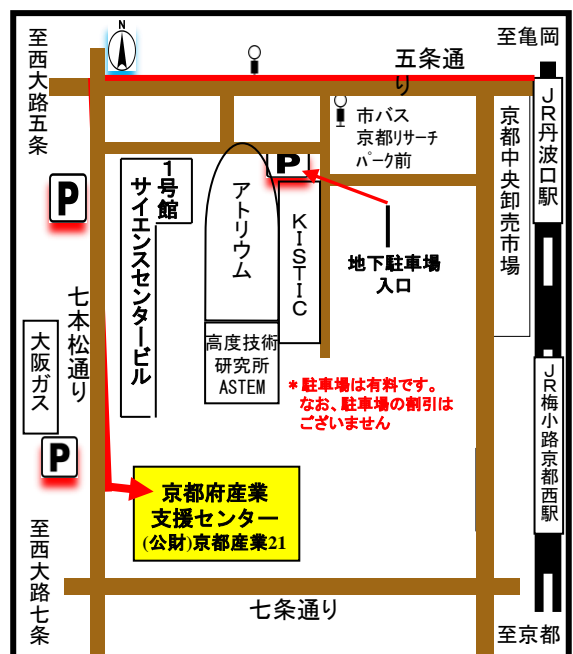 N
至西大路五条
五条通
り
至亀岡
市バス
京都リサーチ
パーク前
京都中央卸売市場
JR丹波口駅
1号館
サイエンスセンタービル
アトリウム
P
KISTIC
P
地下駐車場
入口
七本松通り
大阪ガス
高度技術
研究所
ASTEM
＊駐車場は有料です。
なお、駐車場の割引は
ございません
JR梅小路京都西駅
P
京都府産業
支援センター
(公財)京都産業21
至西大路七条
七条通り
至京都